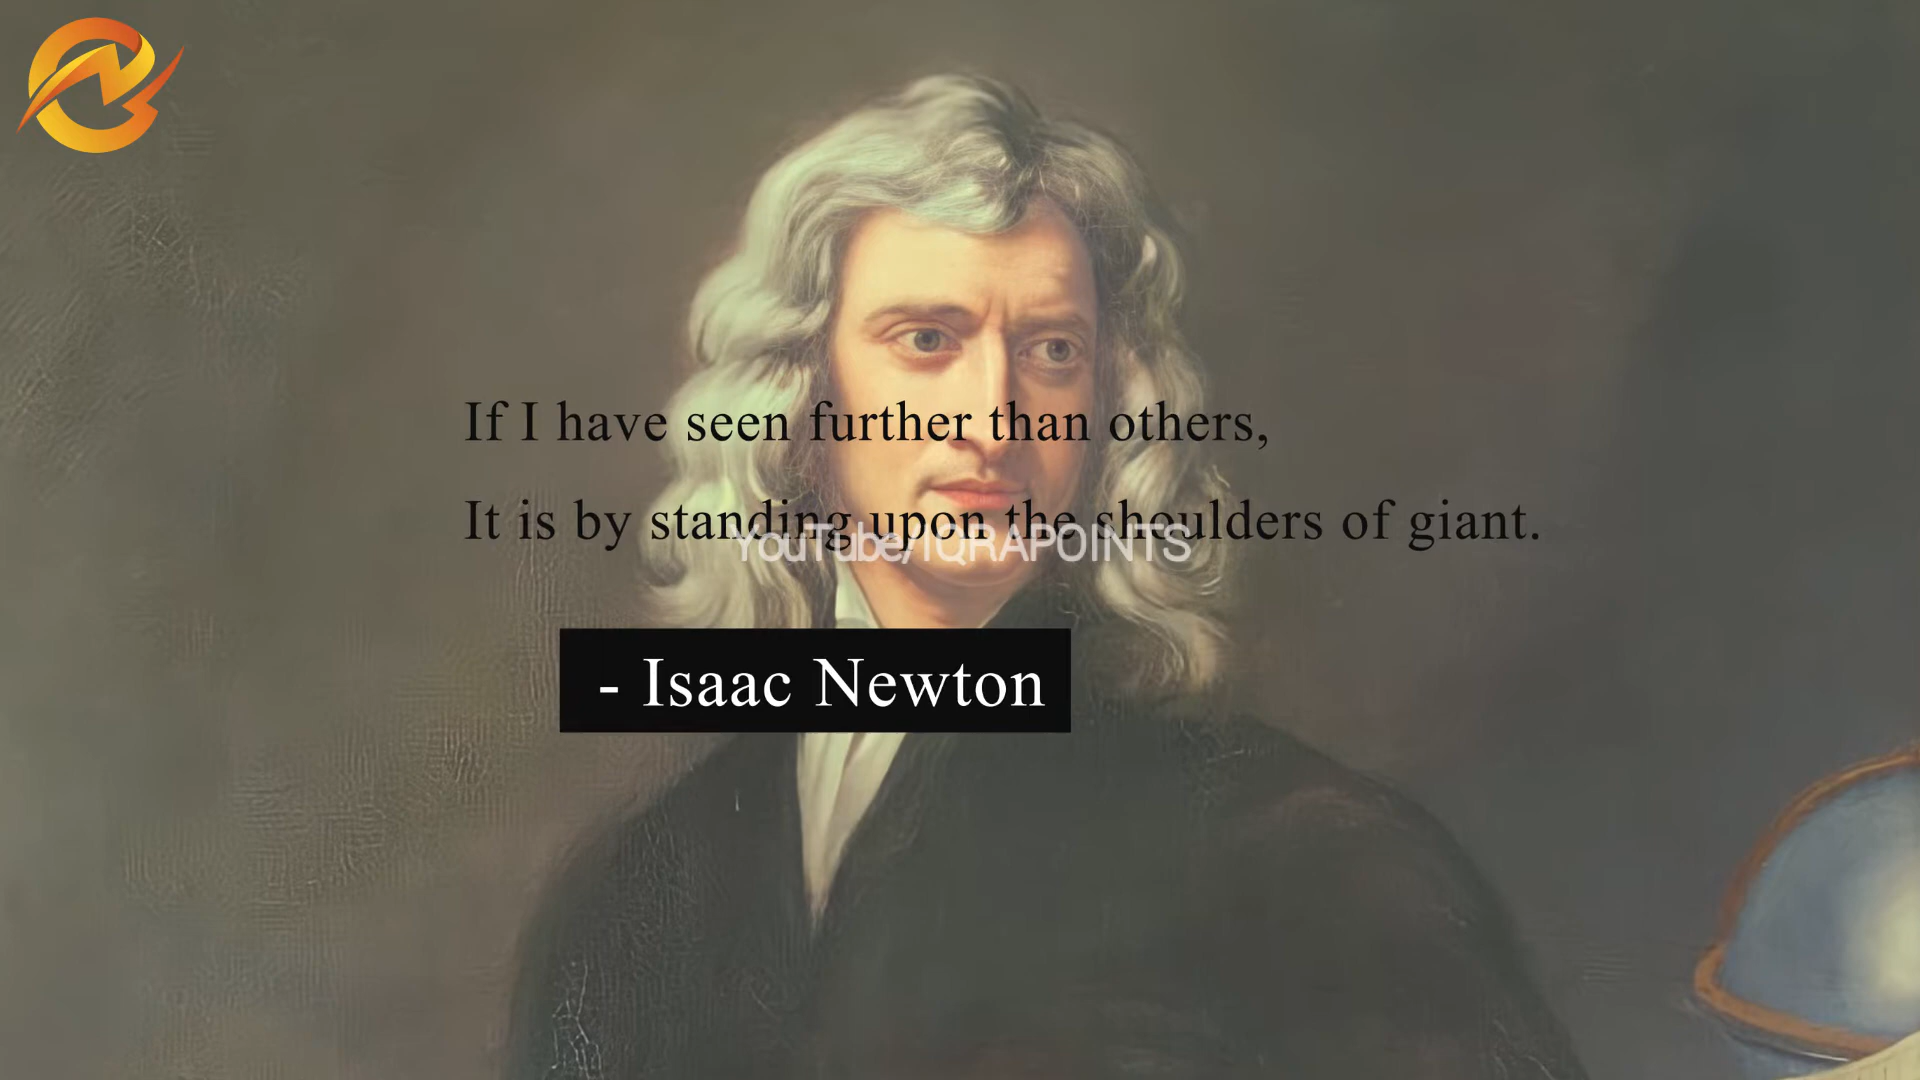 If I have seen further than others,
It is by standing upon the shoulders of giant.
YouTube/IQRAPOINTS
- Isaac Newton